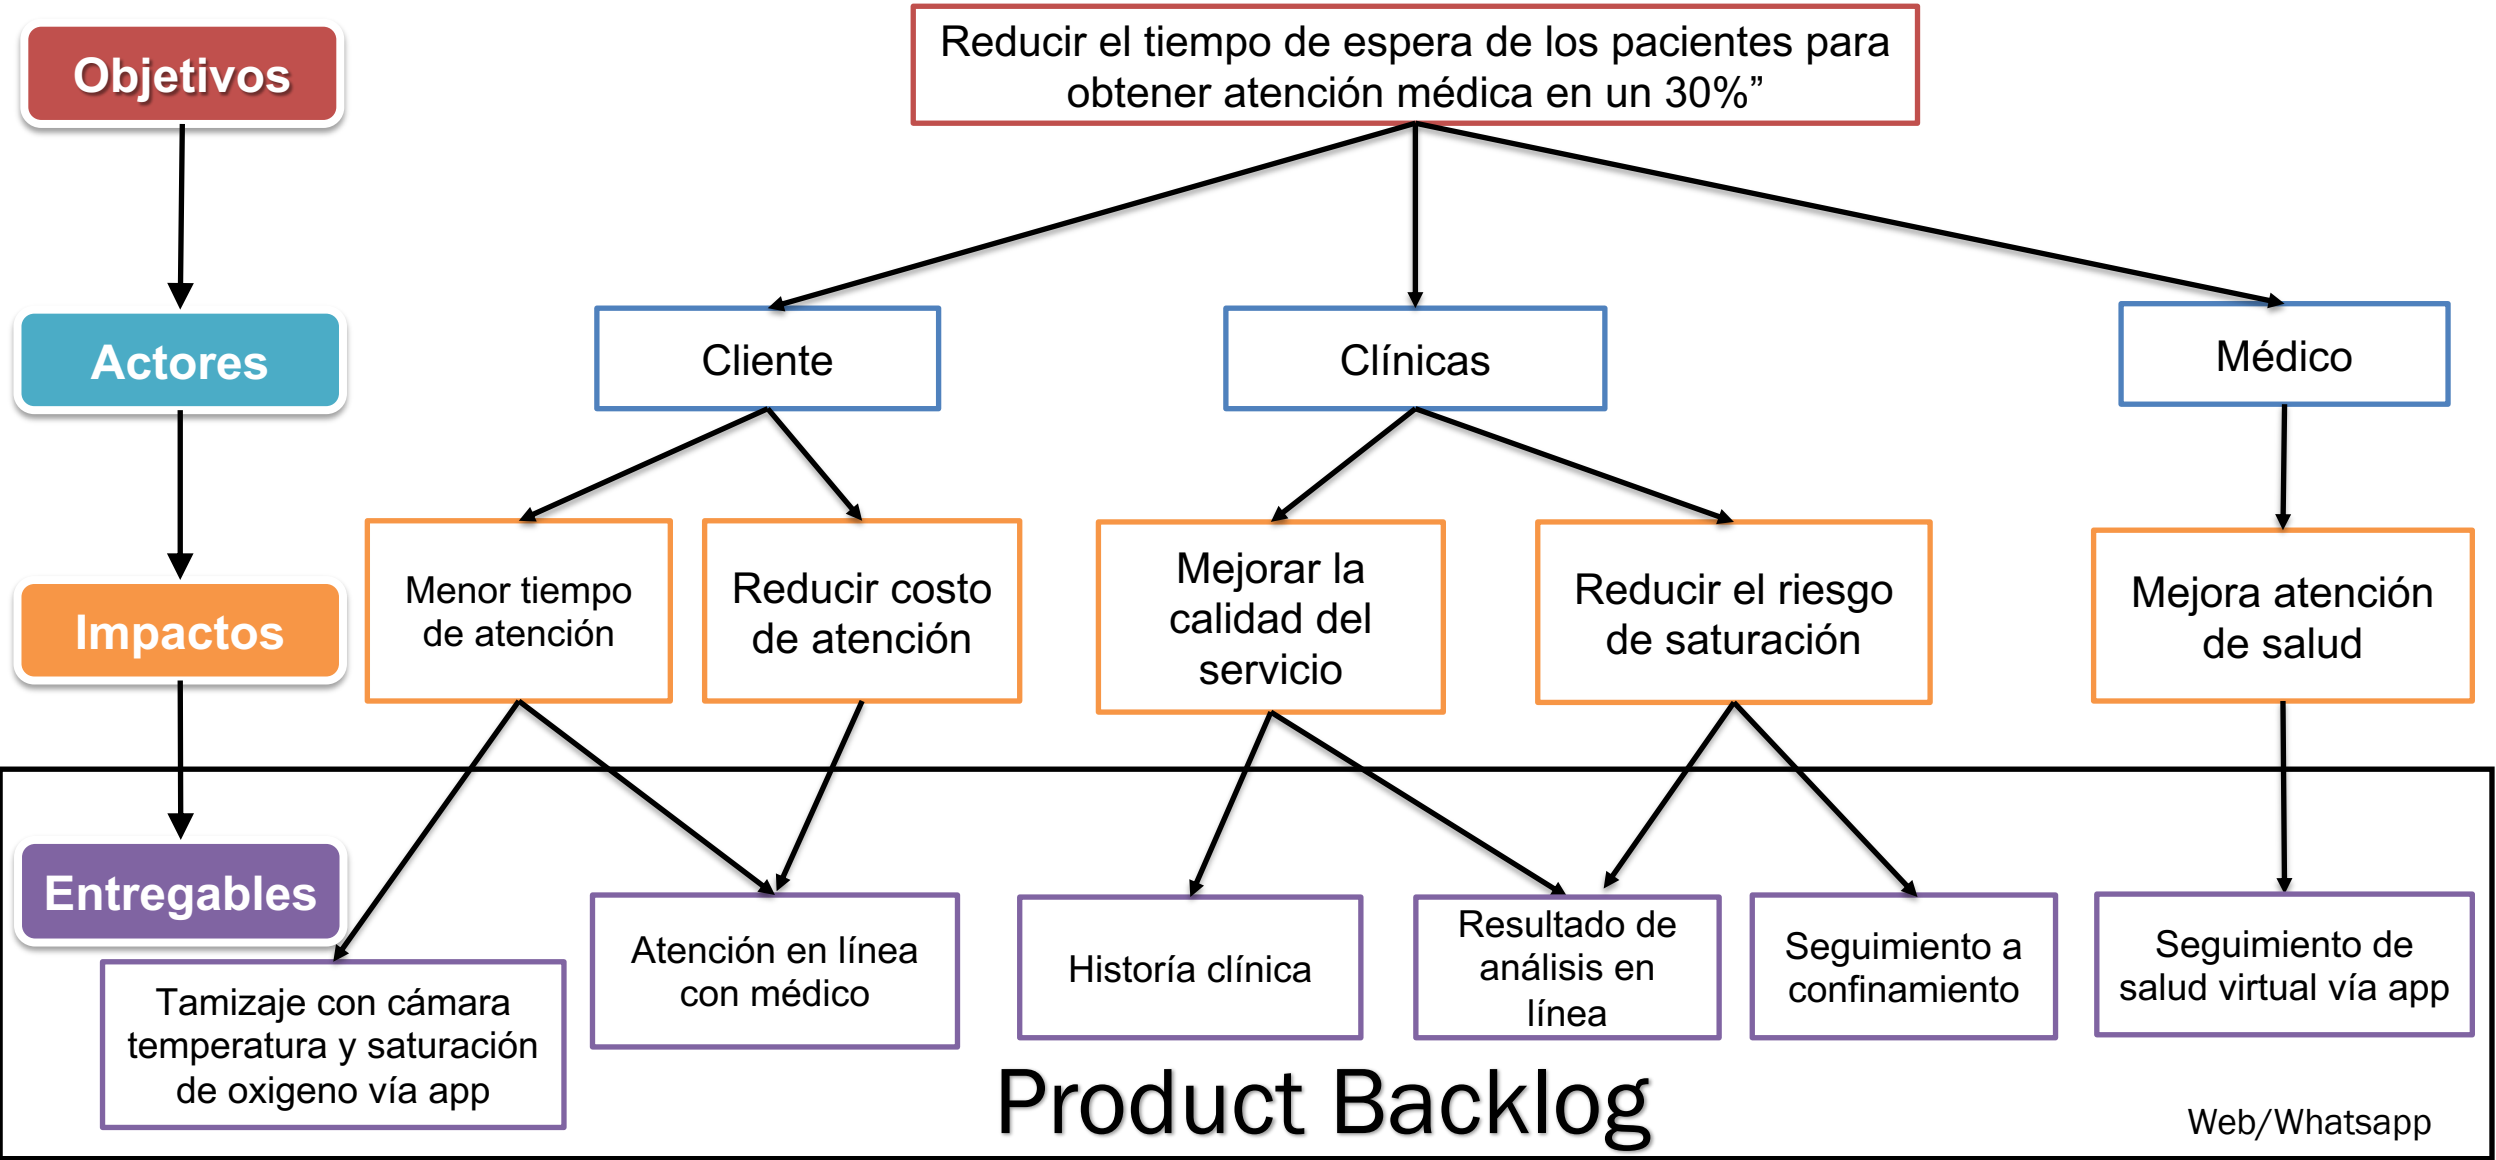 Objetivos
Reducir el tiempo de espera de los pacientes para
obtener atención médica en un 30%”
Actores
Cliente
Clínicas
Médico
Impactos
Menor tiempo
de atención
Reducir costo
de atención
Mejorar la
calidad del
servicio
Reducir el riesgo
de saturación
Mejora atención
de salud
Entregables
Tamizaje con cámara
temperatura y saturación
de oxigeno vía app
Atención en línea
con médico
Historía clínica
Resultado de
análisis en
línea
Seguimiento a
confinamiento
Seguimiento de
salud virtual vía app
Product Backlog
Web/Whatsapp